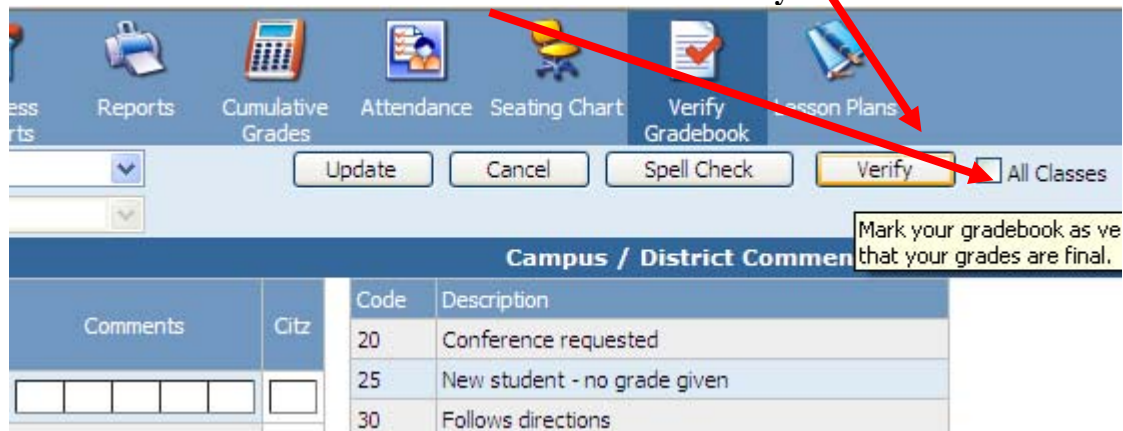 Reports Cumulative Attendance Seating Chart Verify Lesson Plans
Grades Gradebook
Update Cancel Spell Check Verify All Classes
Mark your gradebook as ve
that your grades are final.
Campus / District Commen
Code Description
Comments Citz
20 Conference requested
25 New student - no grade given
30 Follows directions